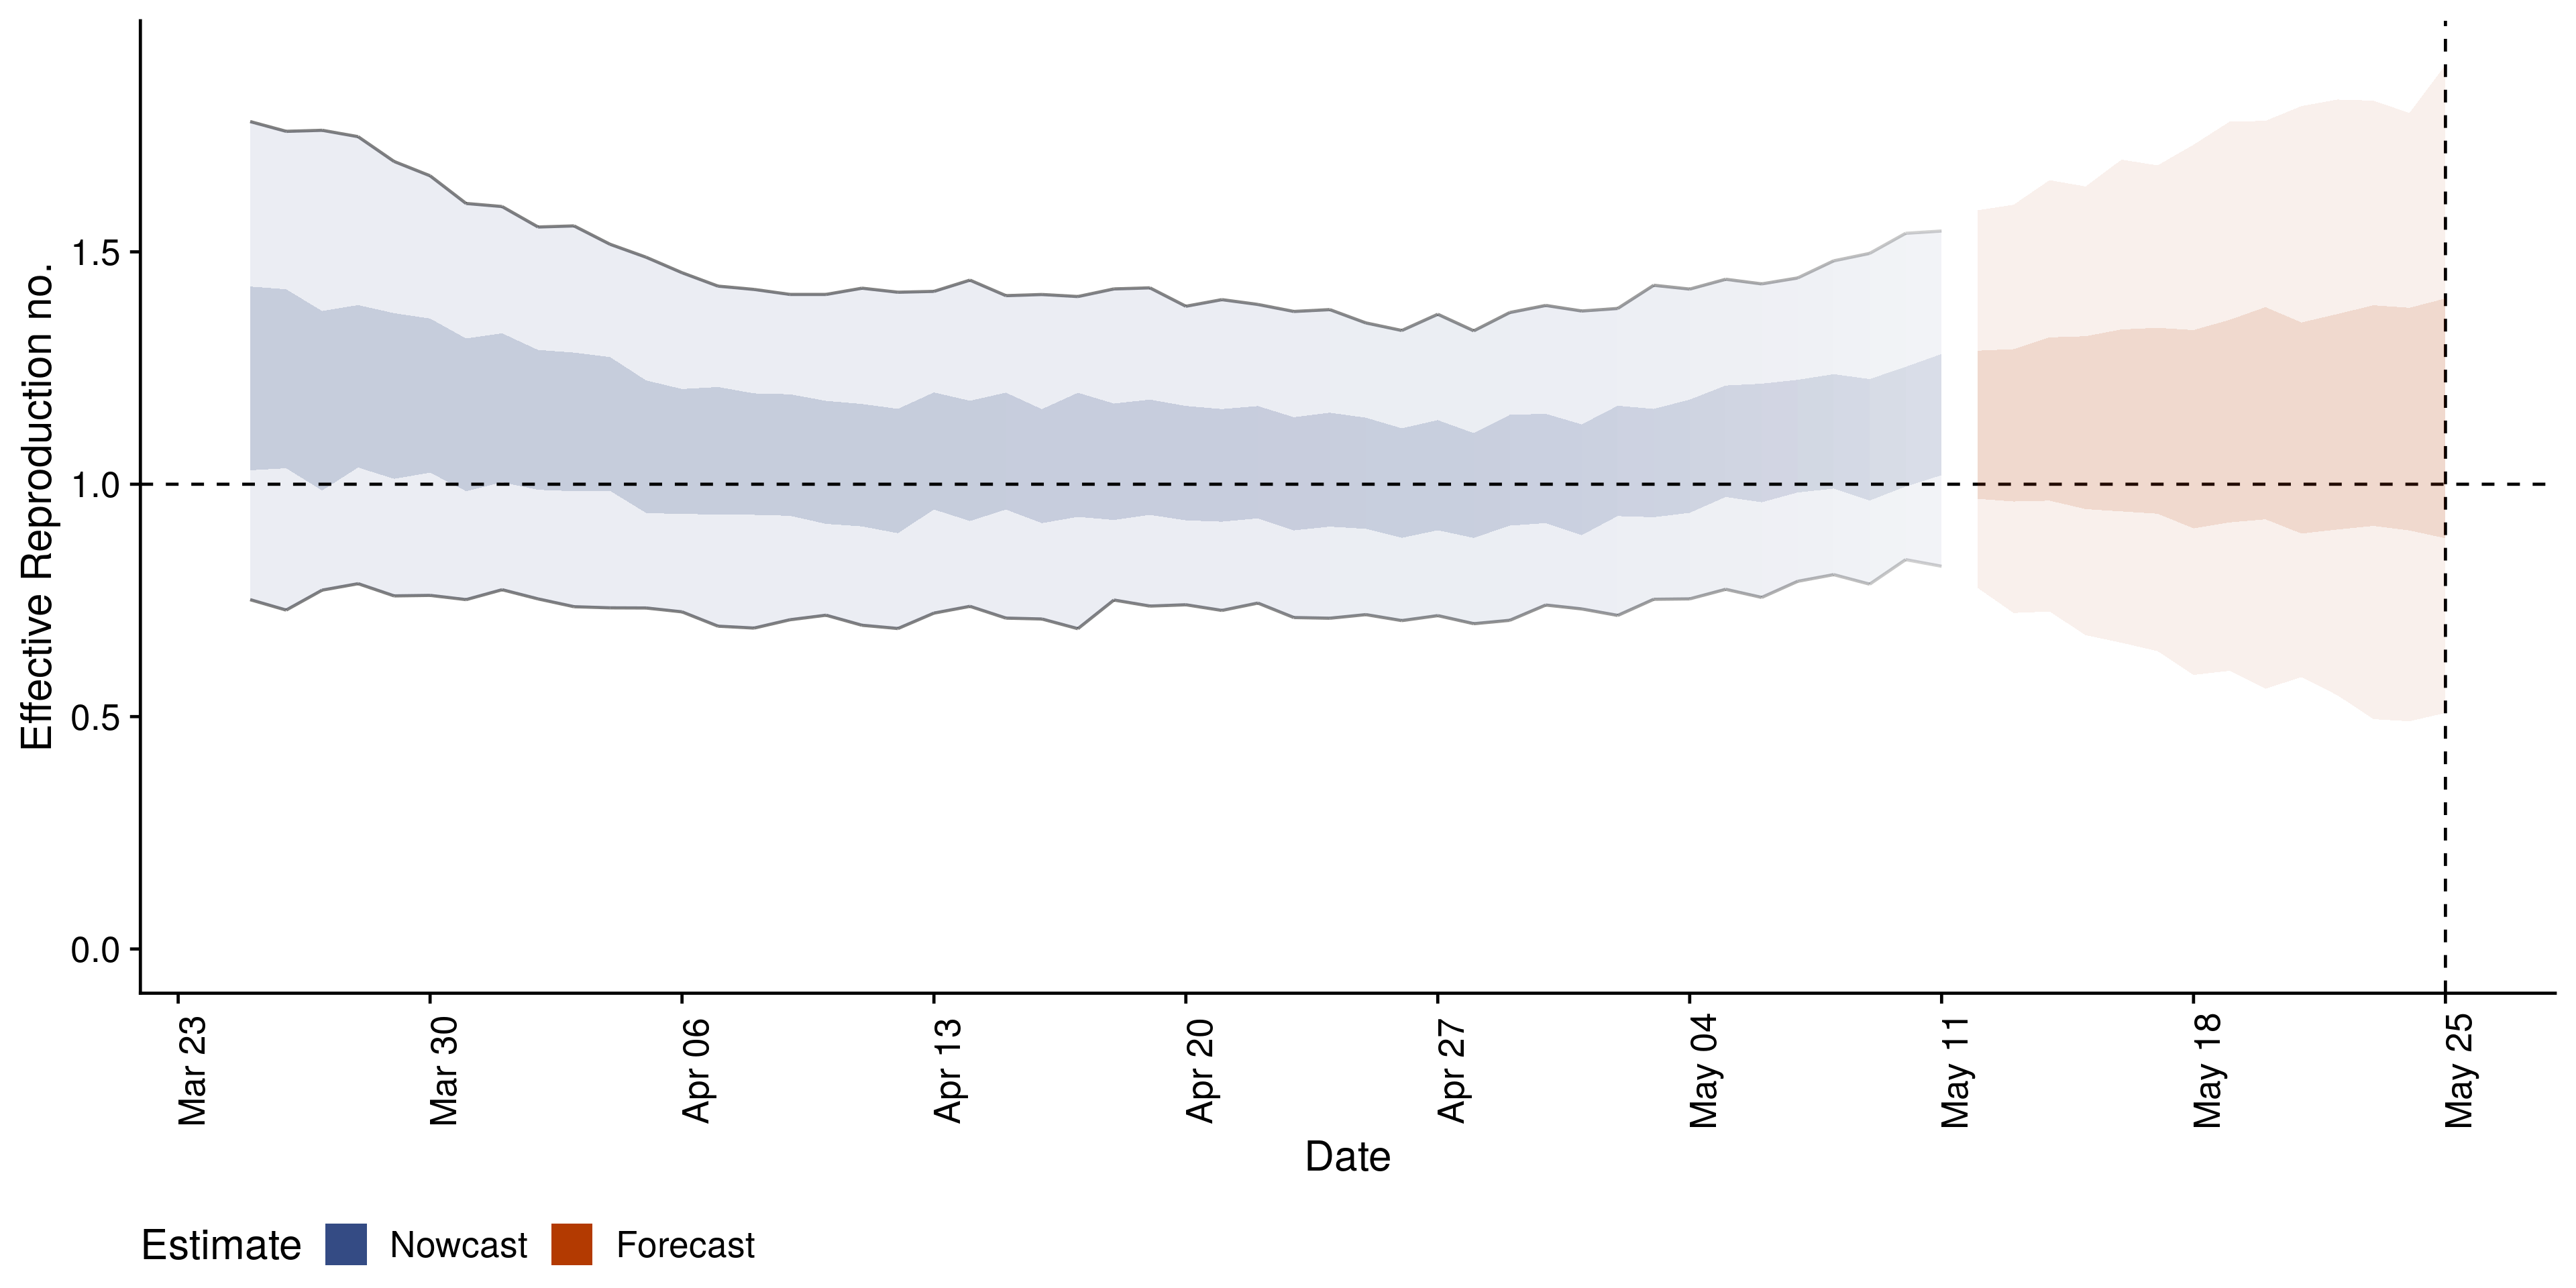 Effective Reproduction no.
1.5
1.0
0.5
0.0
Mar 23
Mar 30
Apr 06
Apr 13
Apr 20
Apr 27
May 04
May 11
May 18
May 25
Date
Estimate Nowcast Forecast